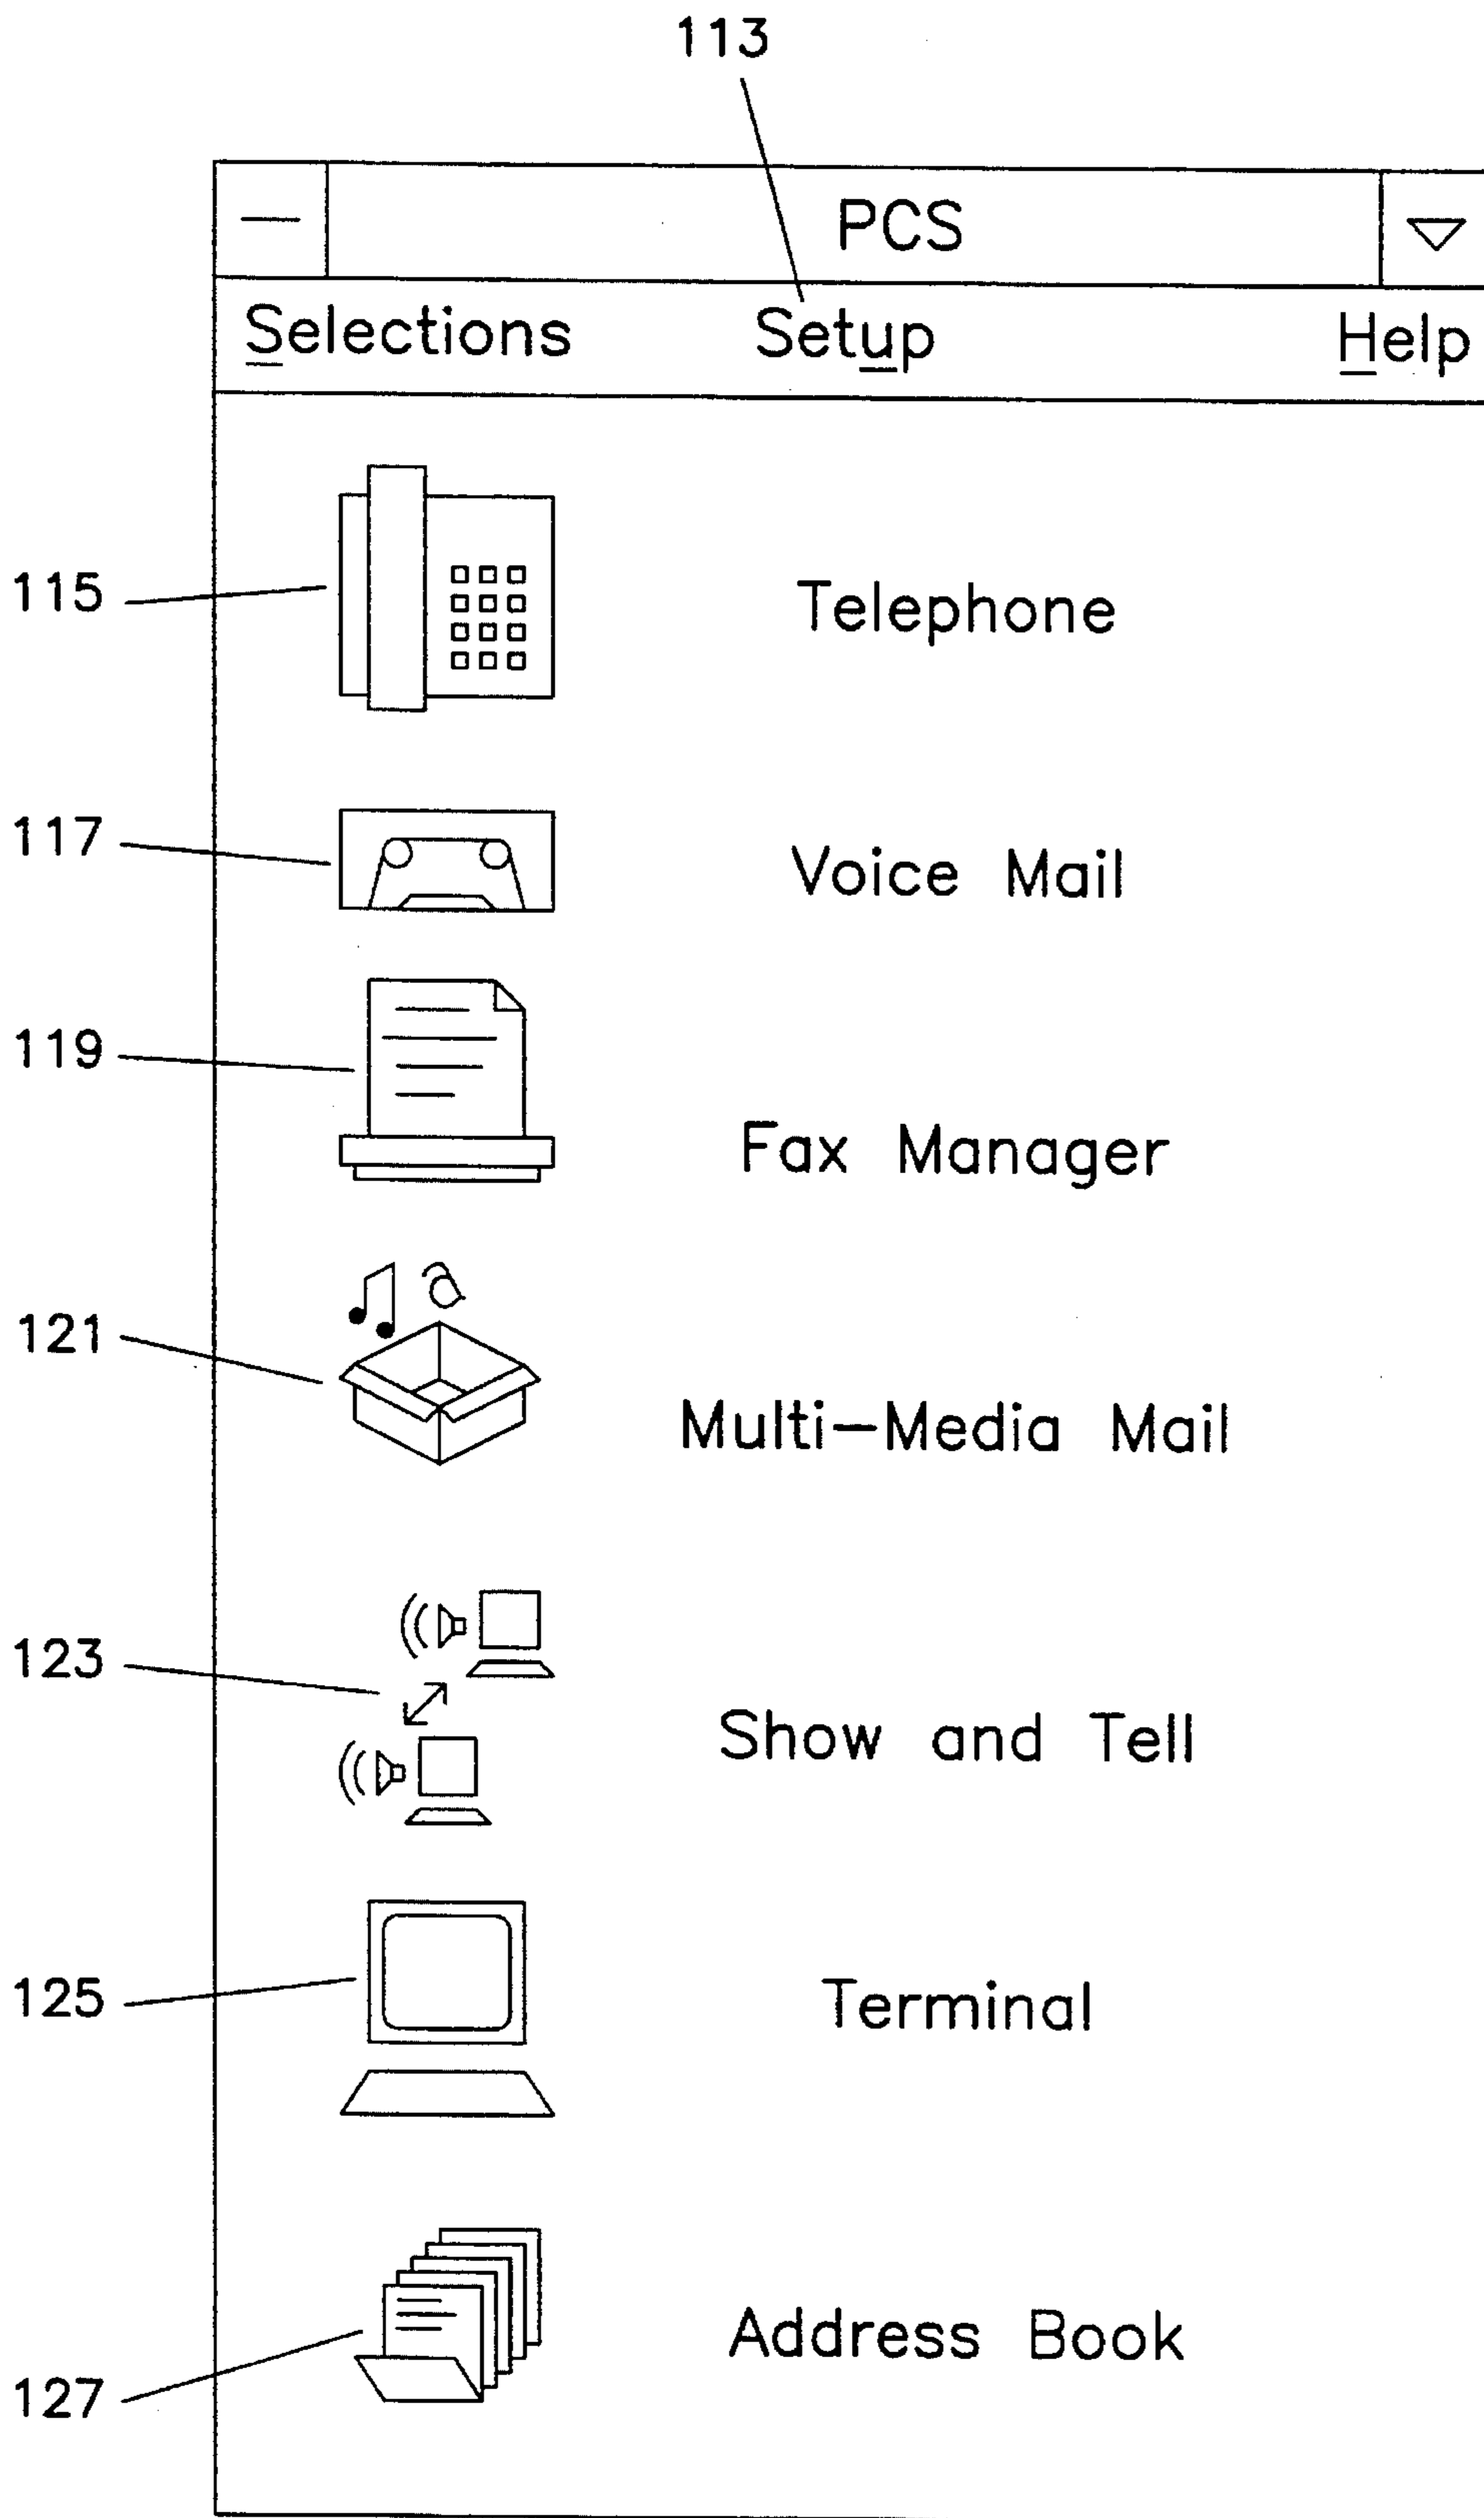 113
PCS
Selections Setup Help
115 Telephone
117 Voice Mail
119 Fax Manager
121 Multi-Media Mail
123 Show and Tell
125 Terminal
127 Address Book